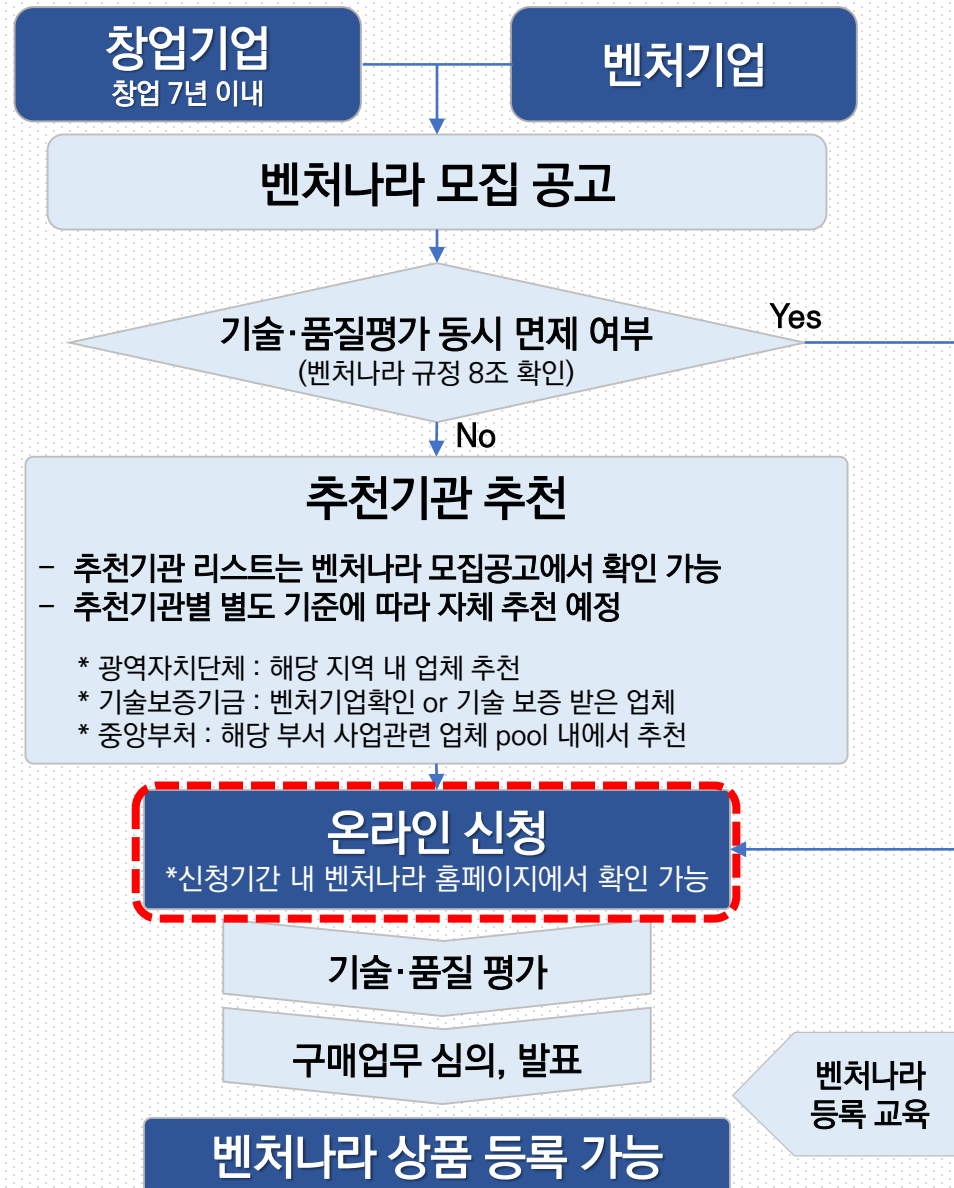 창업기업
창업 7년 이내
벤처기업
벤처나라 모집 공고
기술·품질평가 동시 면제 여부
(벤처나라 규정 8조 확인)
Yes
No
추천기관 추천
- 추천기관 리스트는 벤처나라 모집공고에서 확인 가능
- 추천기관별 별도 기준에 따라 자체 추천 예정
* 광역자치단체 : 해당 지역 내 업체 추천
* 기술보증기금 : 벤처기업확인 or 기술 보증 받은 업체
* 중앙부처 : 해당 부서 사업관련 업체 pool 내에서 추천
온라인 신청
*신청기간 내 벤처나라 홈페이지에서 확인 가능
기술·품질 평가
구매업무 심의, 발표
벤처나라
등록 교육
벤처나라 상품 등록 가능